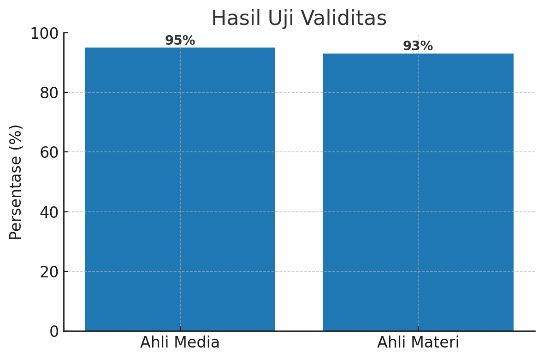 Hasil Uji Validitas
95%
93%
Persentase (%)
100
80
60
40
20
0
Ahli Media
Ahli Materi